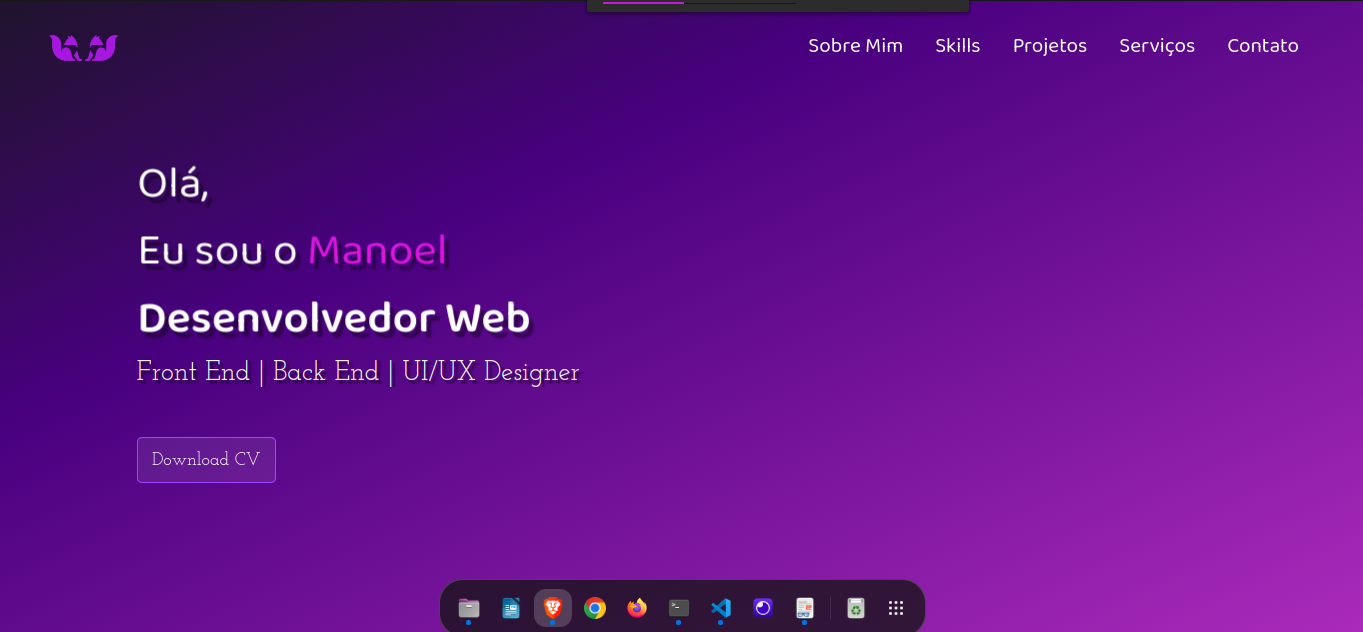 Sobre Mim Skills Projetos Serviços Contato
Olá,
Eu sou o Manoel
Desenvolvedor Web
Front End | Back End | UI/UX Designer
Download CV